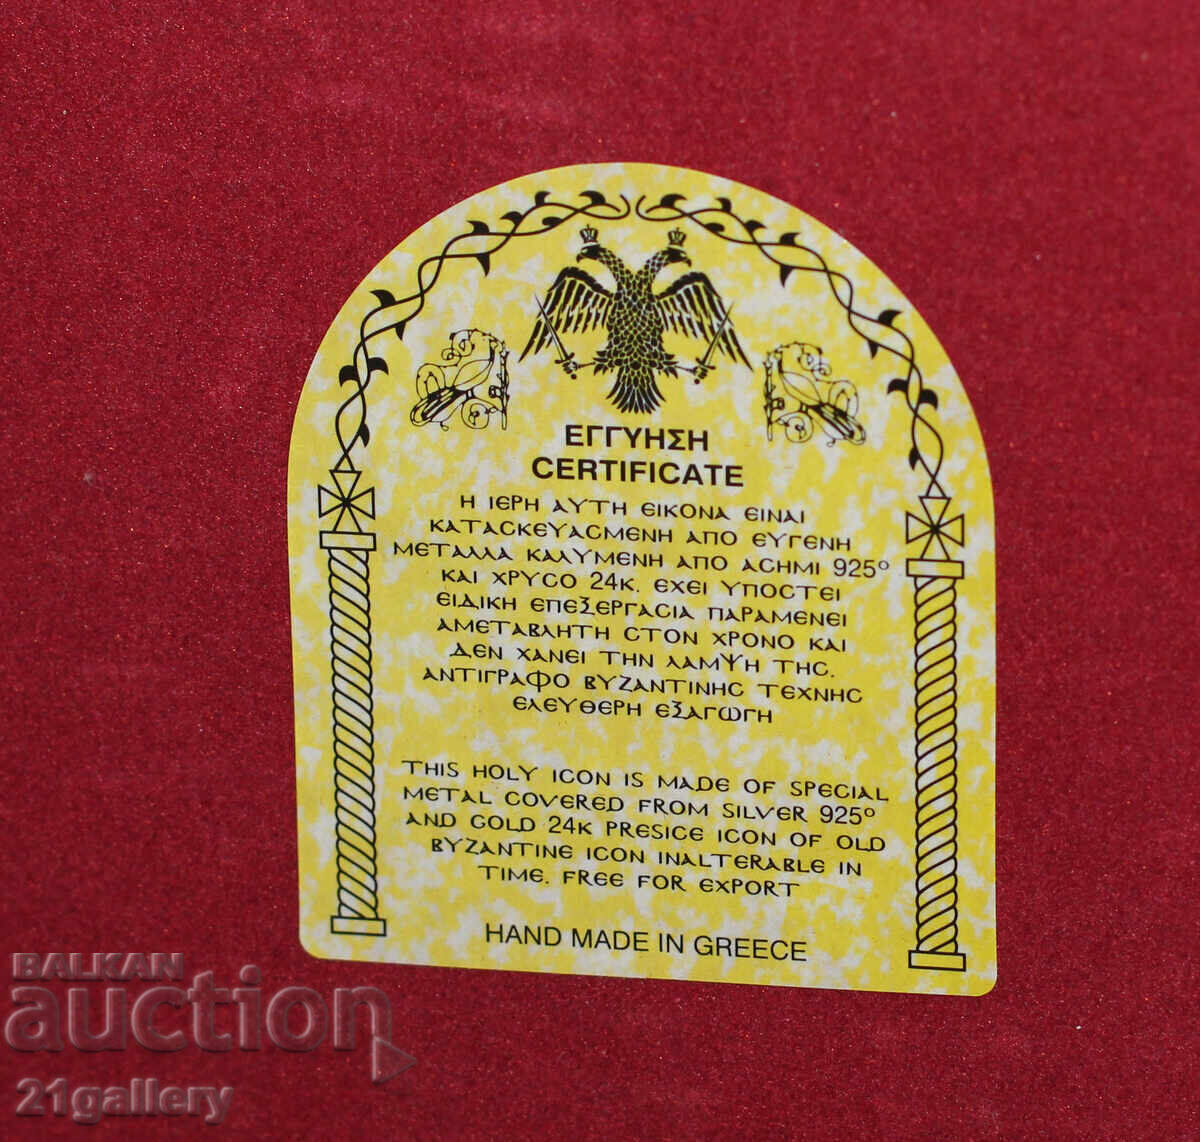 ΕΓΓΥΗΣΗ
CERTIFICATE
Η ΙΕΡΗ ΑΥΤΗ ΕΙΚΟΝΑ ΕΙΝΑΙ
ΚΑΤΑΣΚΕΥΑΣΜΕΝΗ ΑΠΟ ΕΥΓΕΝΗ
ΜΕΤΑΛΛΑ ΚΑΛΥΜΕΝΗ ΑΠΟ ΑΣΗΜΙ 925°
ΚΑΙ ΧΡΥΣΟ 24Κ. ΕΧΕΙ ΥΠΟΣΤΕΙ
ΕΙΔΙΚΗ ΕΠΕΞΕΡΓΑΣΙΑ ΠΑΡΑΜΕΝΕΙ
ΑΜΕΤΑΒΛΗΤΗ ΣΤΟΝ ΧΡΟΝΟ ΚΑΙ
ΔΕΝ ΧΑΝΕΙ ΤΗΝ ΛΑΜΨΗ ΤΗΣ.
ΑΝΤΙΓΡΑΦΟ ΒΥΖΑΝΤΙΝΗΣ ΤΕΧΝΗΣ
ΕΛΕΥΘΕΡΗ ΕΞΑΓΩΓΗ
THIS HOLY ICON IS MADE OF SPECIAL
METAL COVERED FROM SILVER 925°
AND GOLD 24K PRESICE ICON OF OLD
BYZANTINE ICON INALTERABLE IN
TIME. FREE FOR EXPORT
HAND MADE IN GREECE
BALKAN
auction
21gallery